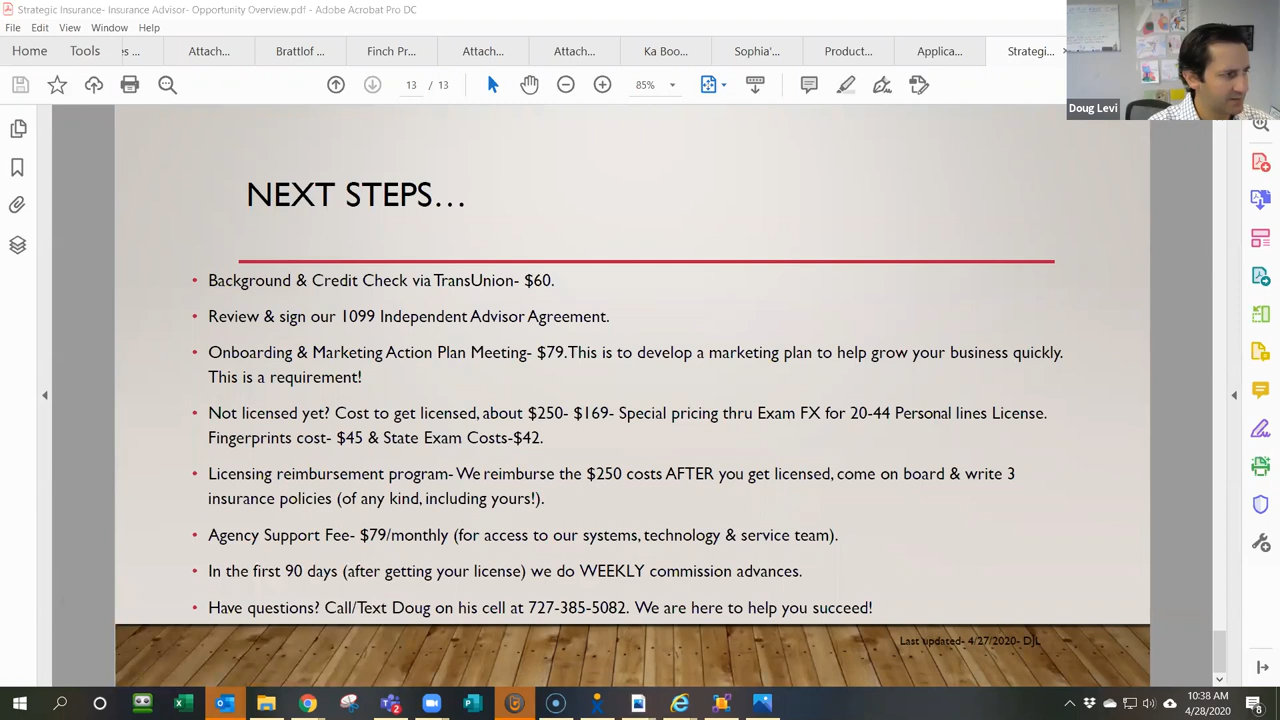 Strategic Insurance- Insurance Advisor- Opportunity Overview.pdf - Adobe Acrobat Pro DC
File Edit View Window Help
Home Tools es ... Attach... Brattlof ... Finch Pr... Attach... Attach... Ka Boo... Sophia'... Product... Applica... Strategi...
13 / 13 85%
Doug Levi
NEXT STEPS...
• Background & Credit Check via TransUnion- $60.
• Review & sign our 1099 Independent Advisor Agreement.
• Onboarding & Marketing Action Plan Meeting- $79.This is to develop a marketing plan to help grow your business quickly.
This is a requirement!
• Not licensed yet? Cost to get licensed, about $250- $169- Special pricing thru Exam FX for 20-44 Personal lines License.
Fingerprints cost- $45 & State Exam Costs-$42.
• Licensing reimbursement program- We reimburse the $250 costs AFTER you get licensed, come on board & write 3
insurance policies (of any kind, including yours!).
• Agency Support Fee- $79/monthly (for access to our systems, technology & service team).
• In the first 90 days (after getting your license) we do WEEKLY commission advances.
• Have questions? Call/Text Doug on his cell at 727-385-5082. We are here to help you succeed!
Last updated- 4/27/2020- DJL
10:38 AM
4/28/2020
8